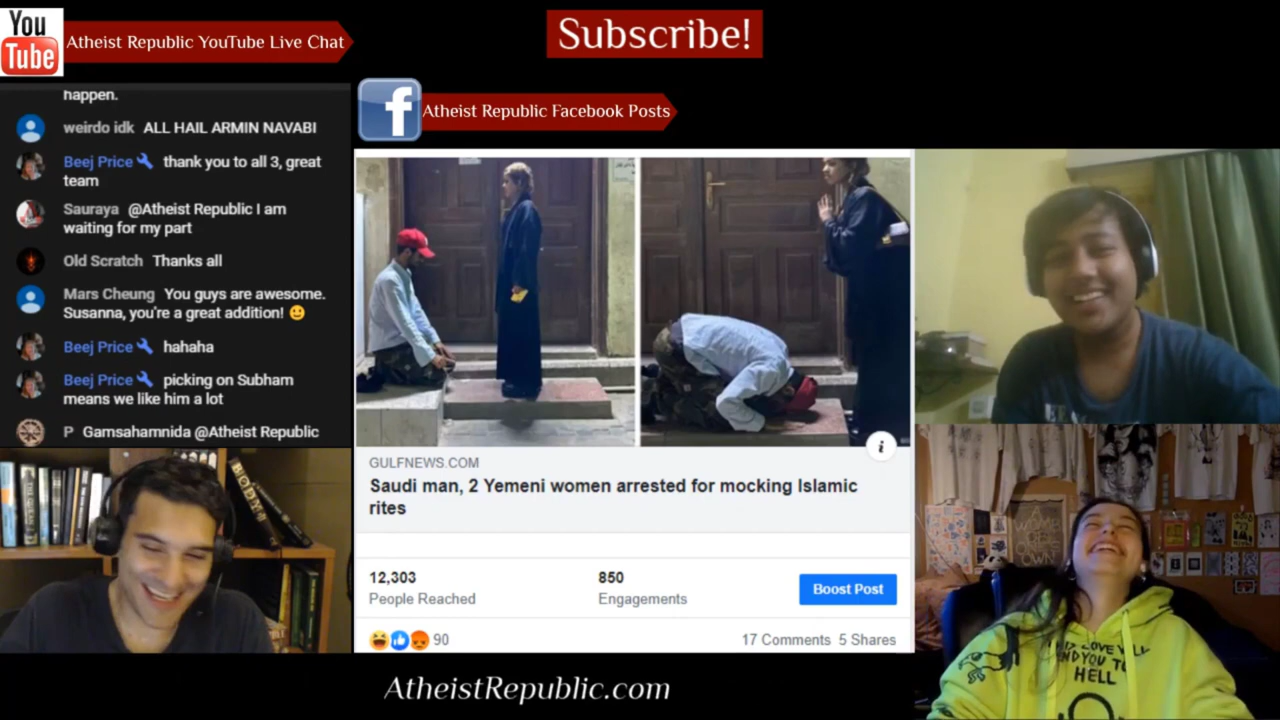 You
Tube
Atheist Republic YouTube Live Chat
Subscribe!
happen.
weirdo idk ALL HAIL ARMIN NAVABI
Beej Price thank you to all 3, great
team
Sauraya @Atheist Republic I am
waiting for my part
Old Scratch Thanks all
Mars Cheung You guys are awesome.
Susanna, you're a great addition! 🙂
Beej Price hahaha
Beej Price picking on Subham
means we like him a lot
P Gamsahamnida @Atheist Republic
f
Atheist Republic Facebook Posts
i
GULFNEWS.COM
Saudi man, 2 Yemeni women arrested for mocking Islamic
rites
12,303
People Reached
850
Engagements
Boost Post
90
17 Comments 5 Shares
HELL
AtheistRepublic.com